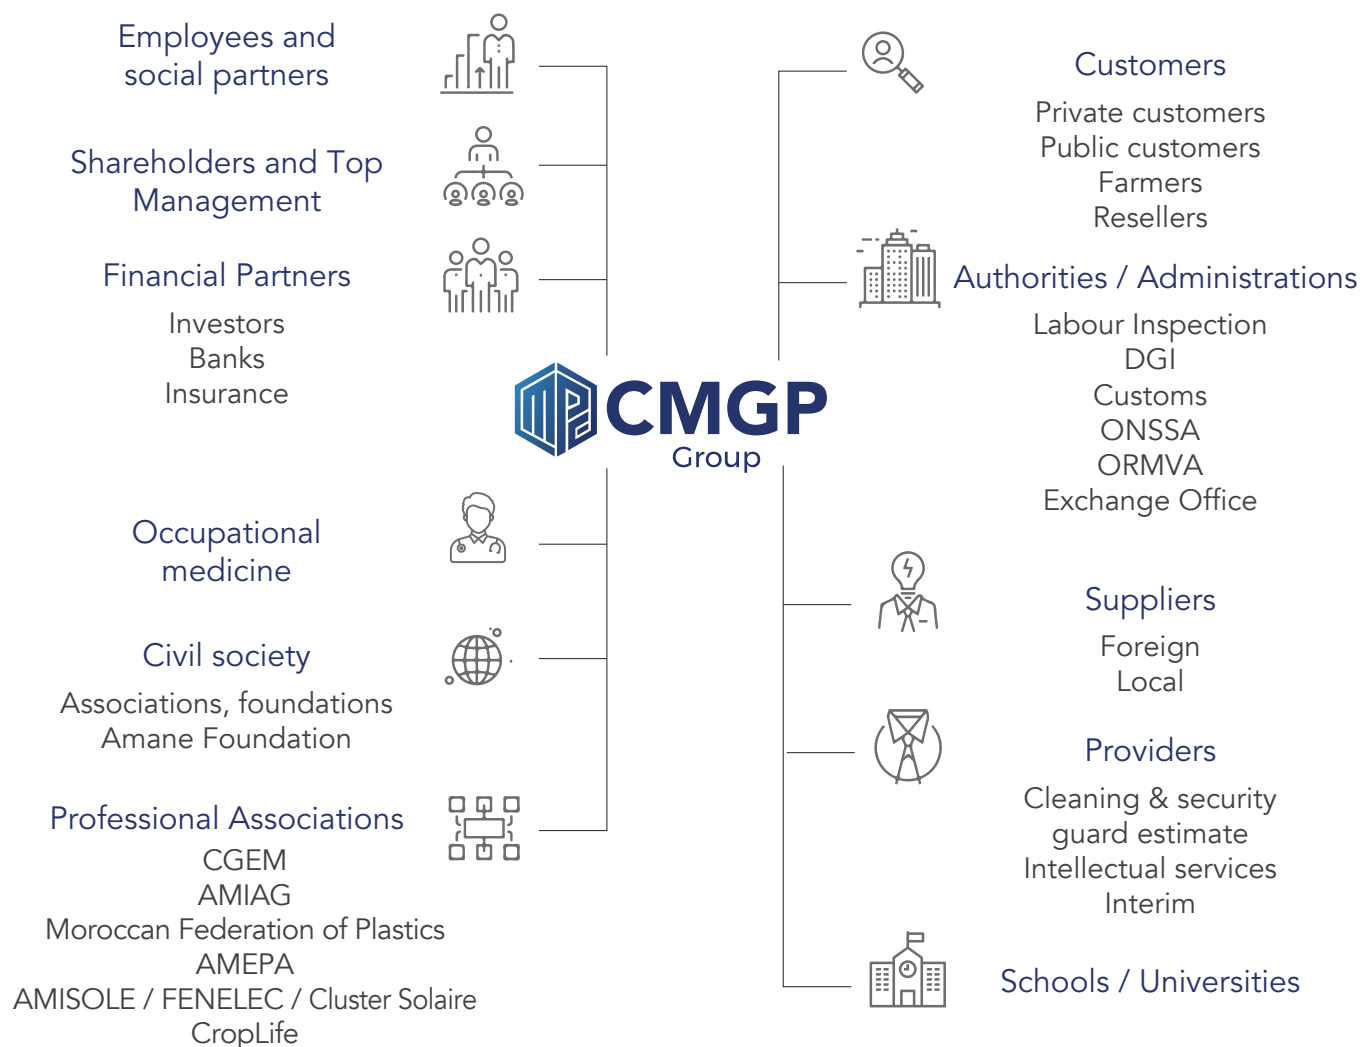 Employees and
social partners
Shareholders and Top
Management
Financial Partners
Investors
Banks
Insurance
Occupational
medicine
Civil society
Associations, foundations
Amane Foundation
Professional Associations
CGEM
AMIAG
Moroccan Federation of Plastics
AMEPA
AMISOLE / FENELEC / Cluster Solaire
CropLife
CMGP
Group
Customers
Private customers
Public customers
Farmers
Resellers
Authorities / Administrations
Labour Inspection
DGI
Customs
ONSSA
ORMVA
Exchange Office
Suppliers
Foreign
Local
Providers
Cleaning & security
guard estimate
Intellectual services
Interim
Schools / Universities